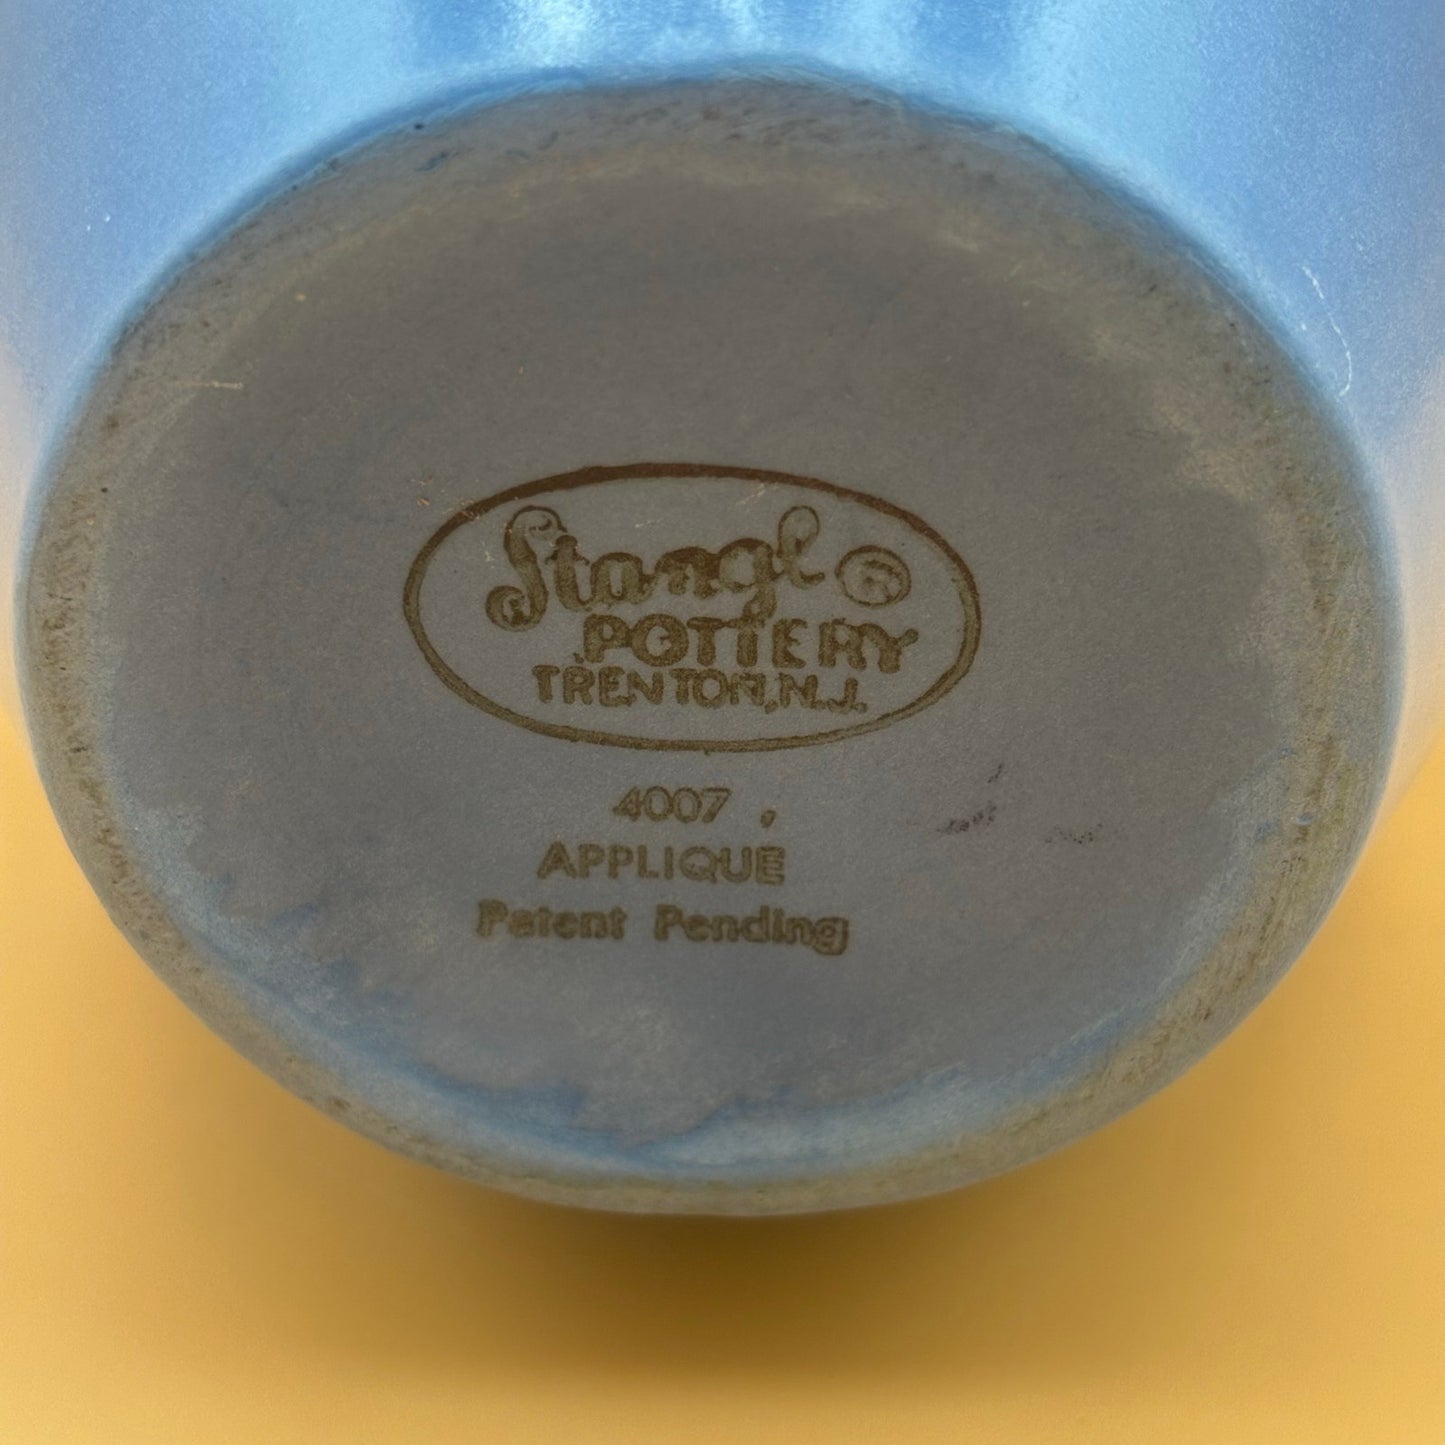 Stangl ®
POTTERY
TRENTON, N.J.
4007
APPLIQUE
Patent Pending